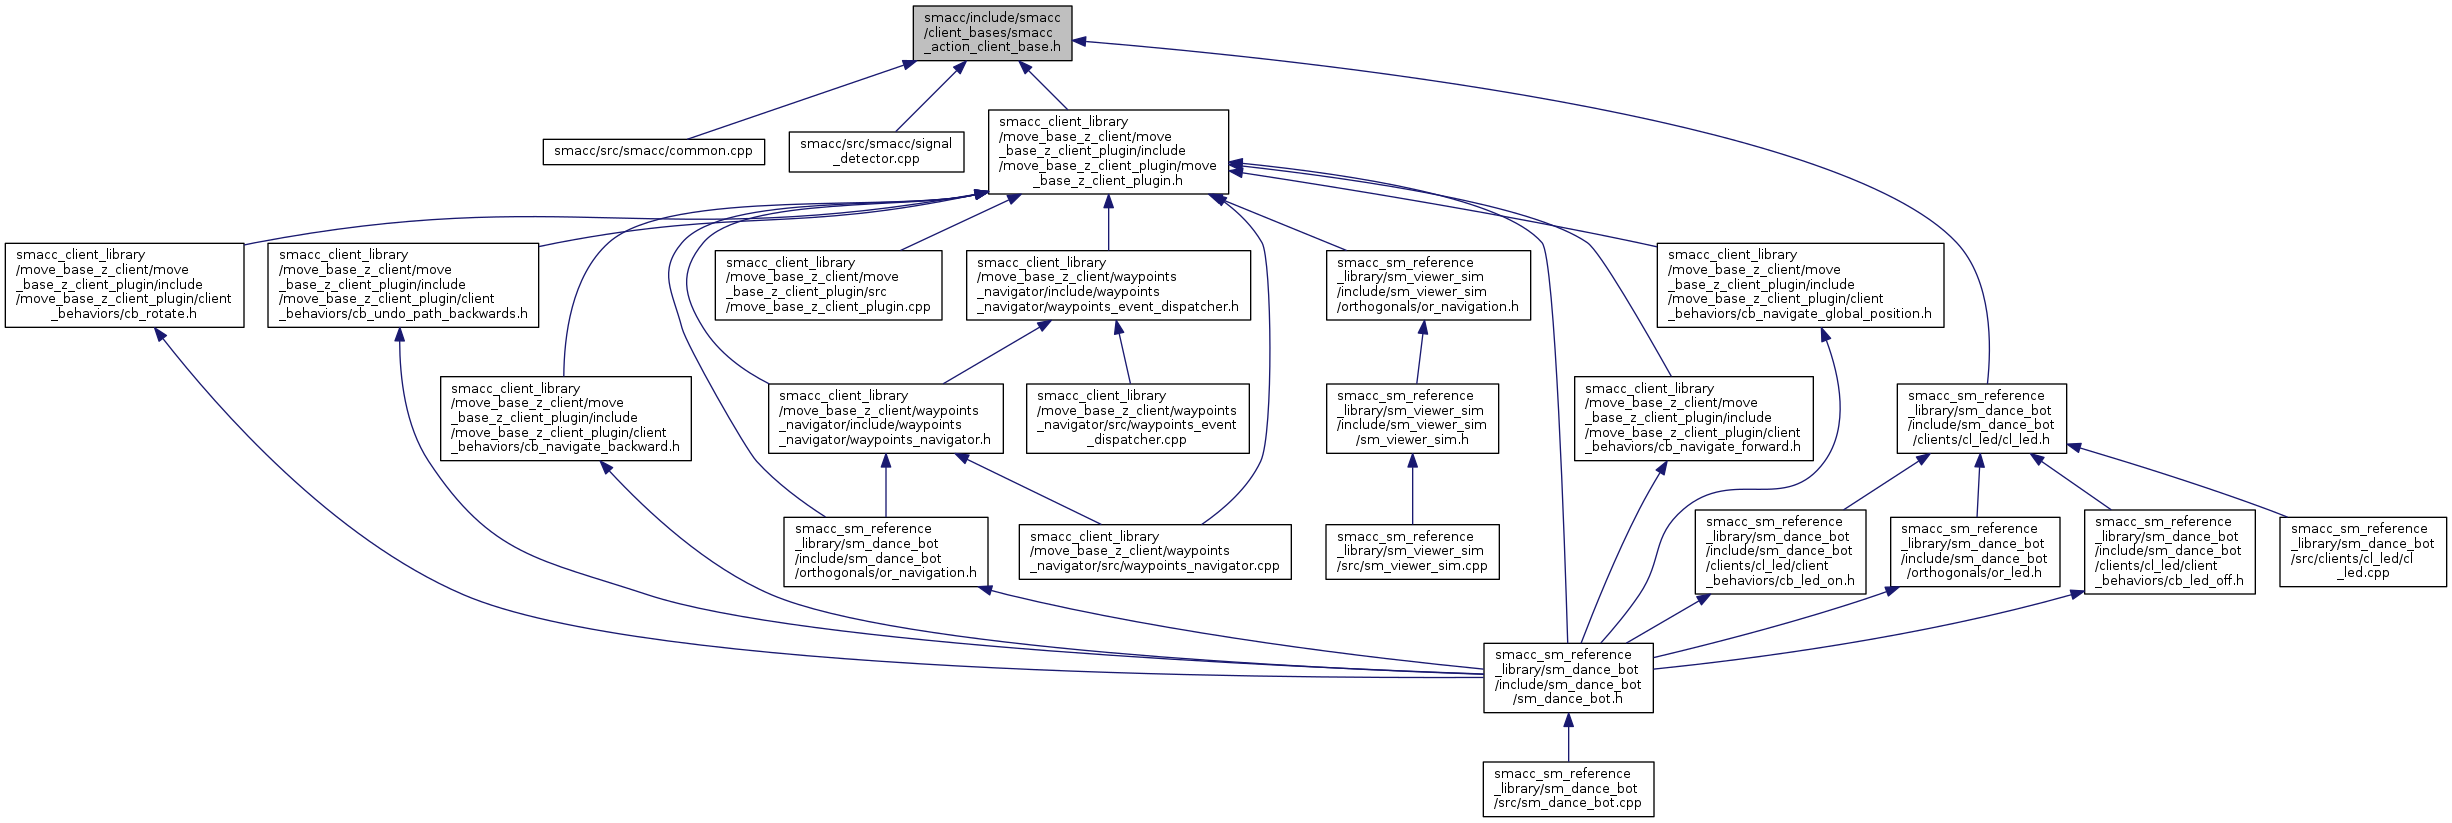 smacc/include/smacc
/client_bases/smacc
_action_client_base.h
smacc/src/smacc/common.cpp
smacc/src/smacc/signal
_detector.cpp
smacc_client_library
/move_base_z_client/move
_base_z_client_plugin/include
/move_base_z_client_plugin/move
_base_z_client_plugin.h
smacc_client_library
/move_base_z_client/move
_base_z_client_plugin/include
/move_base_z_client_plugin/client
_behaviors/cb_rotate.h
smacc_client_library
/move_base_z_client/move
_base_z_client_plugin/include
/move_base_z_client_plugin/client
_behaviors/cb_undo_path_backwards.h
smacc_client_library
/move_base_z_client/move
_base_z_client_plugin/src
/move_base_z_client_plugin.cpp
smacc_client_library
/move_base_z_client/waypoints
_navigator/include/waypoints
_navigator/waypoints_event_dispatcher.h
smacc_sm_reference
_library/sm_viewer_sim
/include/sm_viewer_sim
/orthogonals/or_navigation.h
smacc_client_library
/move_base_z_client/move
_base_z_client_plugin/include
/move_base_z_client_plugin/client
_behaviors/cb_navigate_global_position.h
smacc_client_library
/move_base_z_client/move
_base_z_client_plugin/include
/move_base_z_client_plugin/client
_behaviors/cb_navigate_backward.h
smacc_client_library
/move_base_z_client/waypoints
_navigator/include/waypoints
_navigator/waypoints_navigator.h
smacc_client_library
/move_base_z_client/waypoints
_navigator/src/waypoints_event
_dispatcher.cpp
smacc_sm_reference
_library/sm_viewer_sim
/include/sm_viewer_sim
/sm_viewer_sim.h
smacc_client_library
/move_base_z_client/move
_base_z_client_plugin/include
/move_base_z_client_plugin/client
_behaviors/cb_navigate_forward.h
smacc_sm_reference
_library/sm_dance_bot
/include/sm_dance_bot
/clients/cl_led/cl_led.h
smacc_sm_reference
_library/sm_dance_bot
/include/sm_dance_bot
/orthogonals/or_navigation.h
smacc_client_library
/move_base_z_client/waypoints
_navigator/src/waypoints_navigator.cpp
smacc_sm_reference
_library/sm_viewer_sim
/src/sm_viewer_sim.cpp
smacc_sm_reference
_library/sm_dance_bot
/include/sm_dance_bot
/clients/cl_led/client
_behaviors/cb_led_on.h
smacc_sm_reference
_library/sm_dance_bot
/include/sm_dance_bot
/orthogonals/or_led.h
smacc_sm_reference
_library/sm_dance_bot
/include/sm_dance_bot
/clients/cl_led/client
_behaviors/cb_led_off.h
smacc_sm_reference
_library/sm_dance_bot
/src/clients/cl_led/cl
_led.cpp
smacc_sm_reference
_library/sm_dance_bot
/include/sm_dance_bot
/sm_dance_bot.h
smacc_sm_reference
_library/sm_dance_bot
/src/sm_dance_bot.cpp